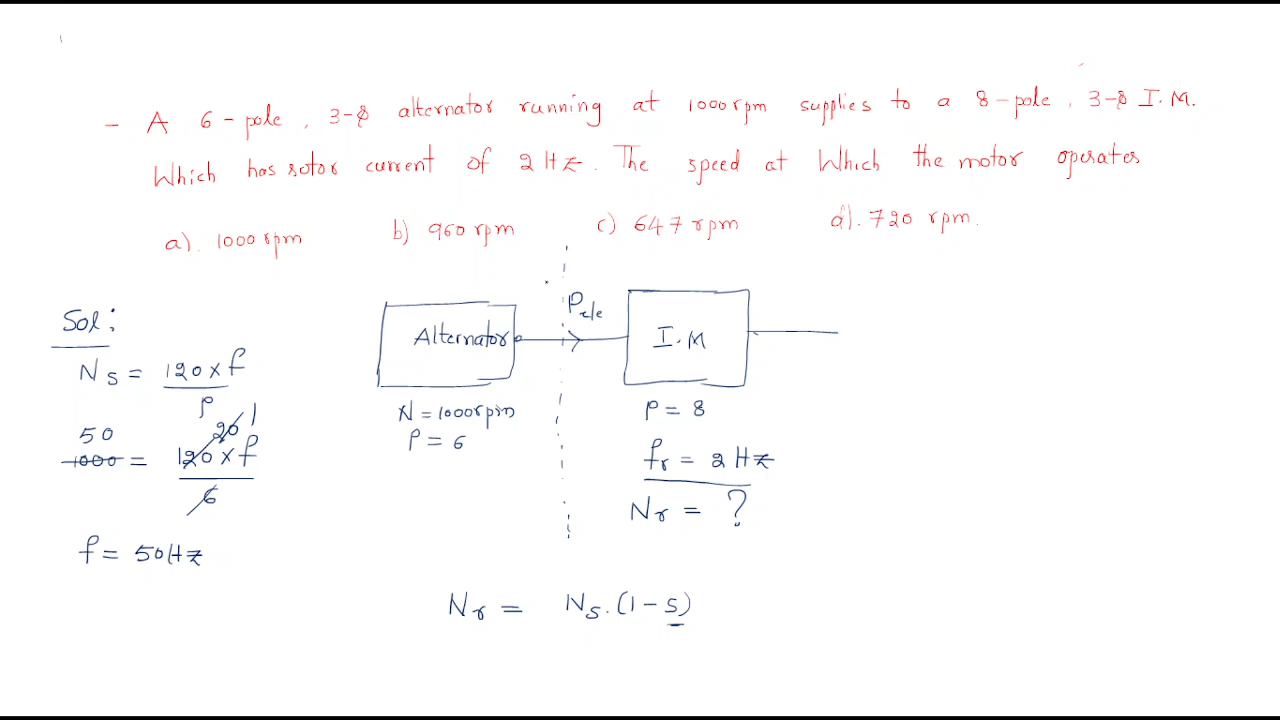 - A 6-pole, 3-ϕ alternator running at 1000 rpm supplies to a 8-pole, 3-ϕ I.M.
Which has rotor current of 2 Hz. The speed at Which the motor operates
a). 1000 rpm b) 960 rpm c) 647 rpm d). 720 rpm.
Sol:
Ns = 120 x f
P
50 20 1
1000 = 120 x f
6
f = 50 Hz
Alternator Pele I.M
N = 1000 rpm
P = 6
P = 8
fr = 2 Hz
Nr = ?
Nr = Ns. (1 - s)